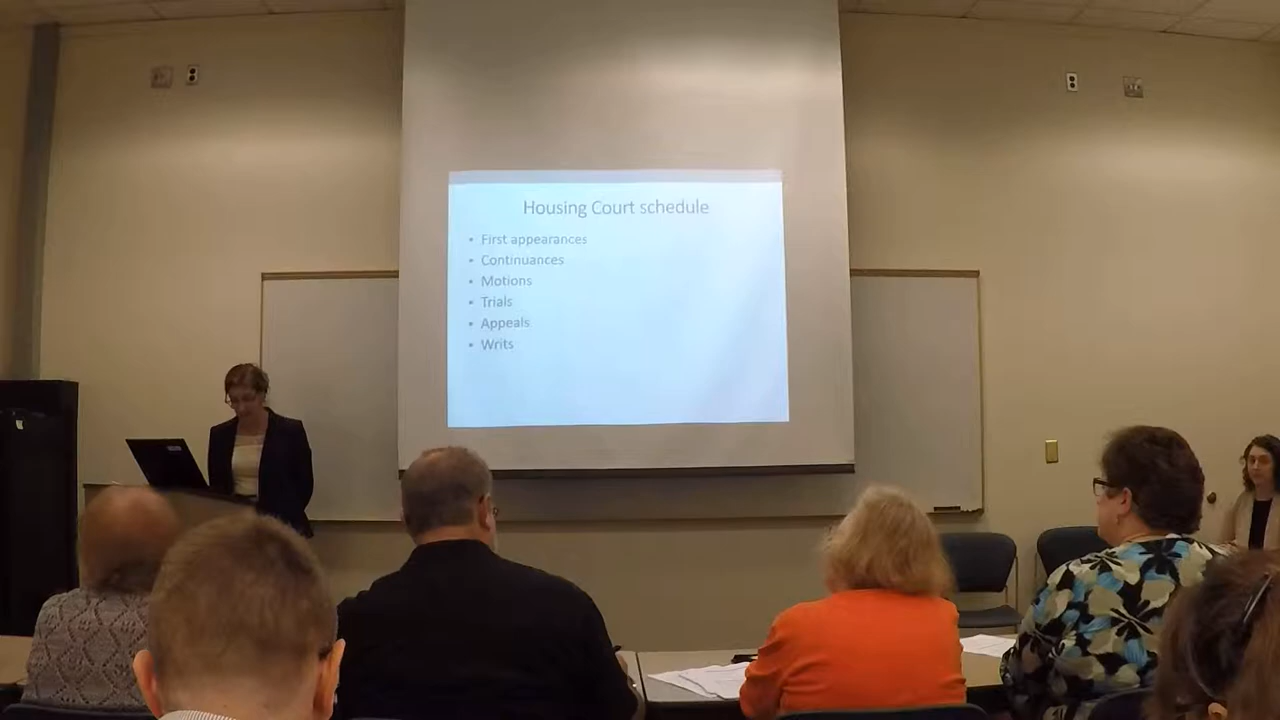 Housing Court schedule
• First appearances
• Continuances
• Motions
• Trials
• Appeals
• Writs